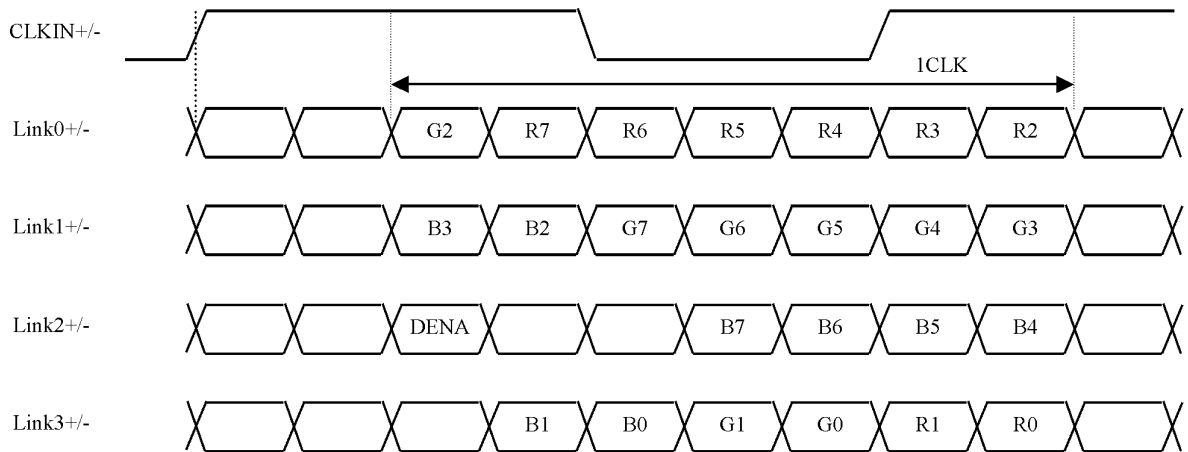 CLKIN+/-
1CLK
Link0+/- G2 R7 R6 R5 R4 R3 R2
Link1+/- B3 B2 G7 G6 G5 G4 G3
Link2+/- DENA B7 B6 B5 B4
Link3+/- B1 B0 G1 G0 R1 R0